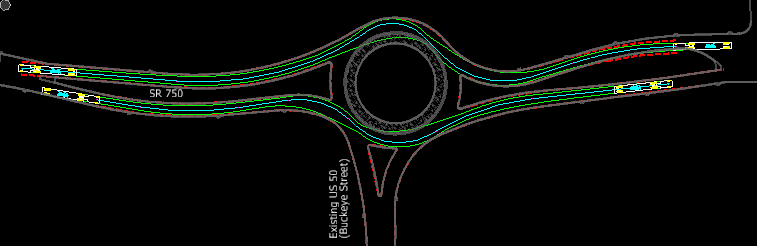 SR 750
Existing US 50
(Buckeye Street)